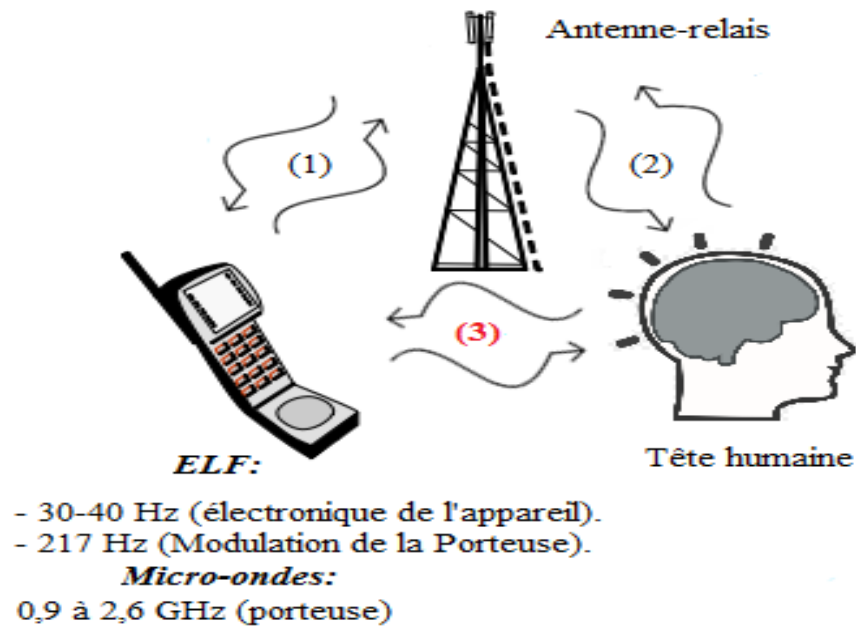 Antenne-relais
(1)
(2)
(3)
ELF:
Tête humaine
- 30-40 Hz (électronique de l'appareil).
- 217 Hz (Modulation de la Porteuse).
Micro-ondes:
0,9 à 2,6 GHz (porteuse)